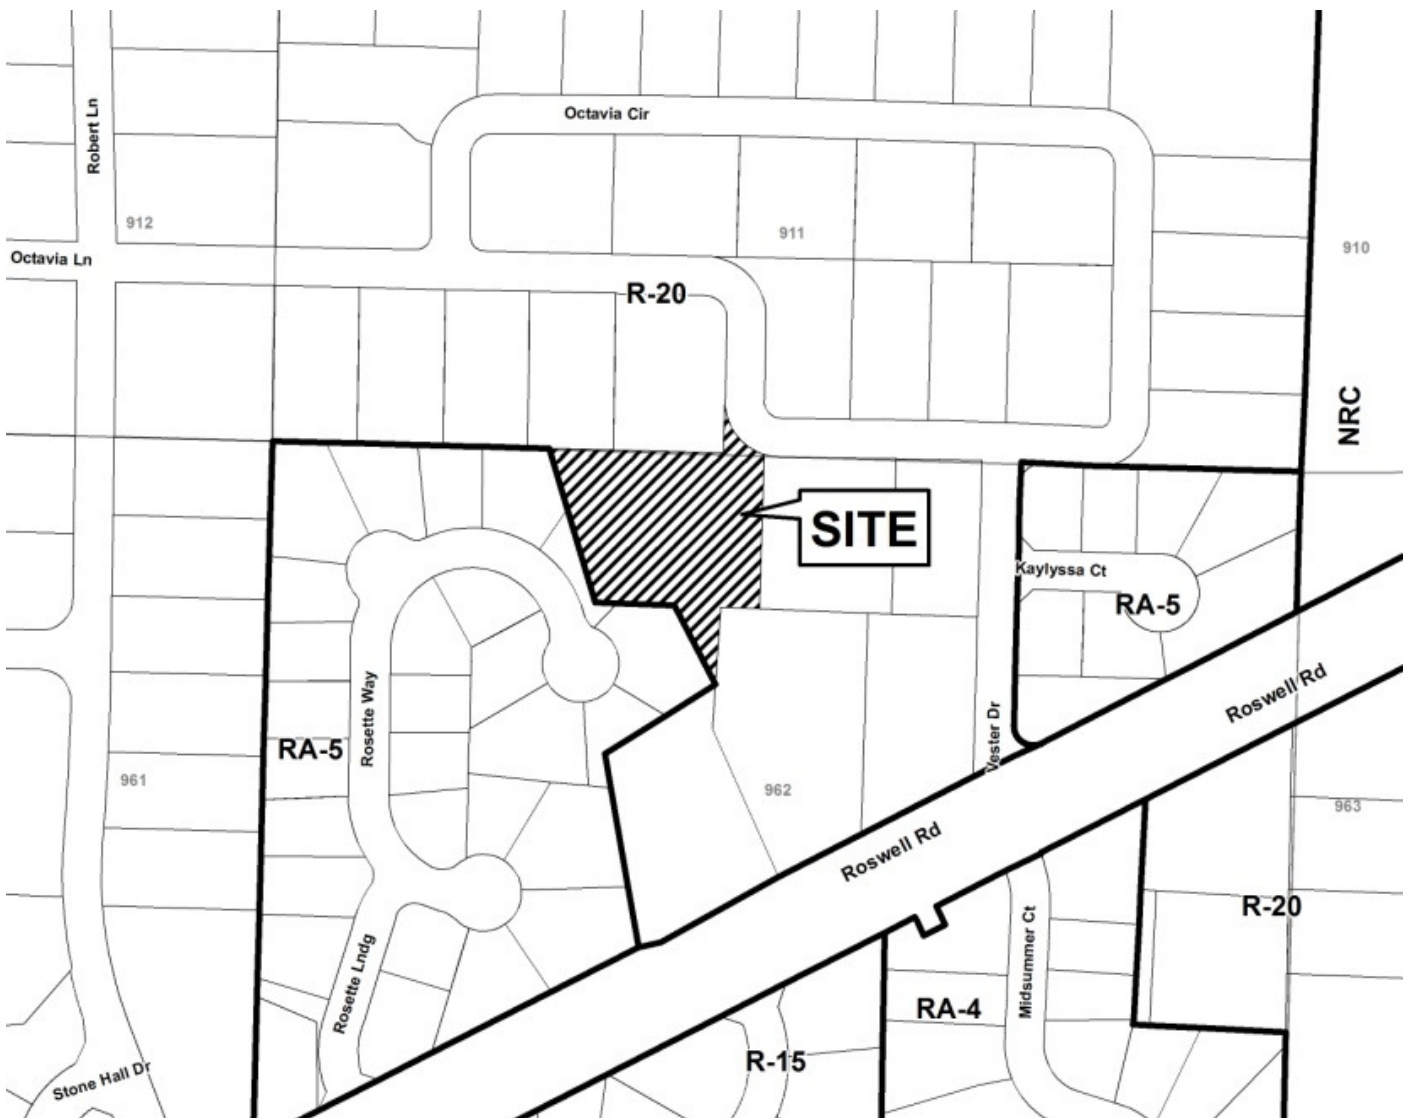 Robert Ln
Octavia Cir
912
911
910
Octavia Ln
R-20
NRC
SITE
Kaylyssa Ct
RA-5
Roswell Rd
Rosette Way
Vester Dr
RA-5
961
962
963
Roswell Rd
R-20
Rosette Lndg
Midsummer Ct
RA-4
R-15
Stone Hall Dr